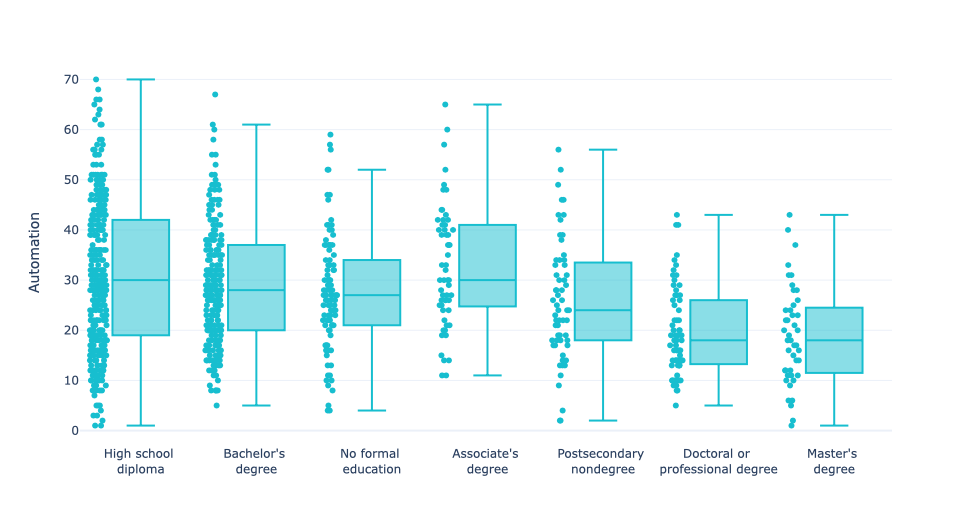 Automation
70
60
50
40
30
20
10
0
High school
diploma
Bachelor's
degree
No formal
education
Associate's
degree
Postsecondary
nondegree
Doctoral or
professional degree
Master's
degree